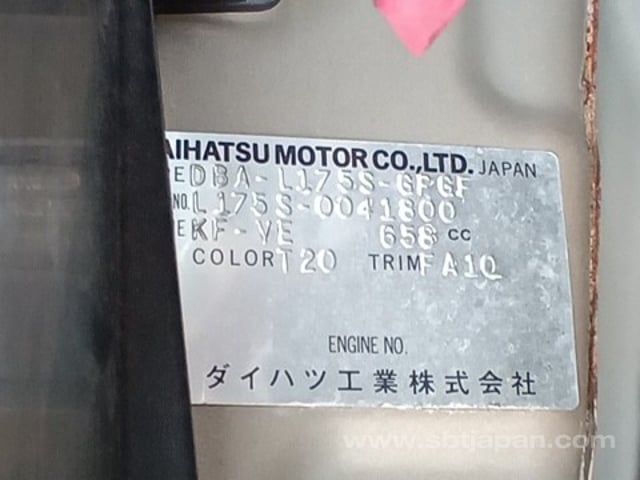 AIHATSU MOTOR CO.,LTD. JAPAN
E DBA-L175S-GPGF
NO. L175S-0041800
E KF-VE 658 cc
COLOR T20 TRIM FA1Q
ENGINE NO.
ダイハツ工業株式会社
www.sbtjapan.com